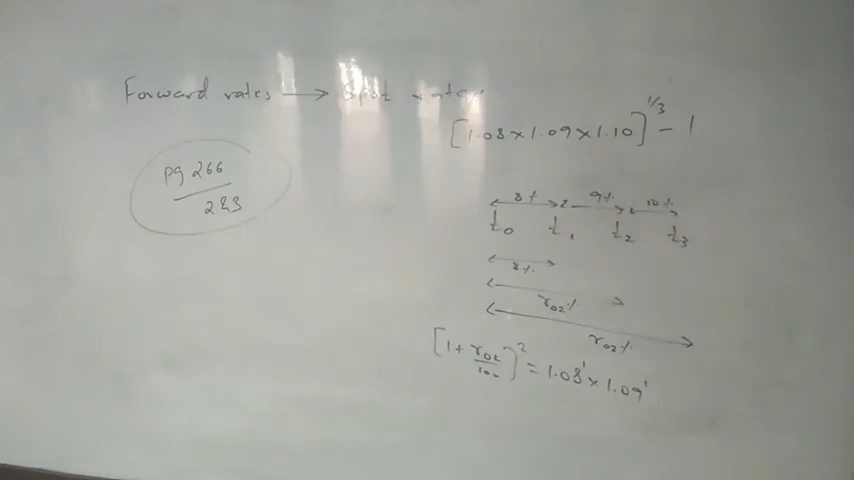 Forward rates → Spot rates
[1.08 × 1.09 × 1.10]^1/3 − 1
pg 266
223
8% 9% 10%
t0 t1 t2 t3
8%
r02%
r02%
[1 + r02/100]^2 = 1.08^1 × 1.09^1